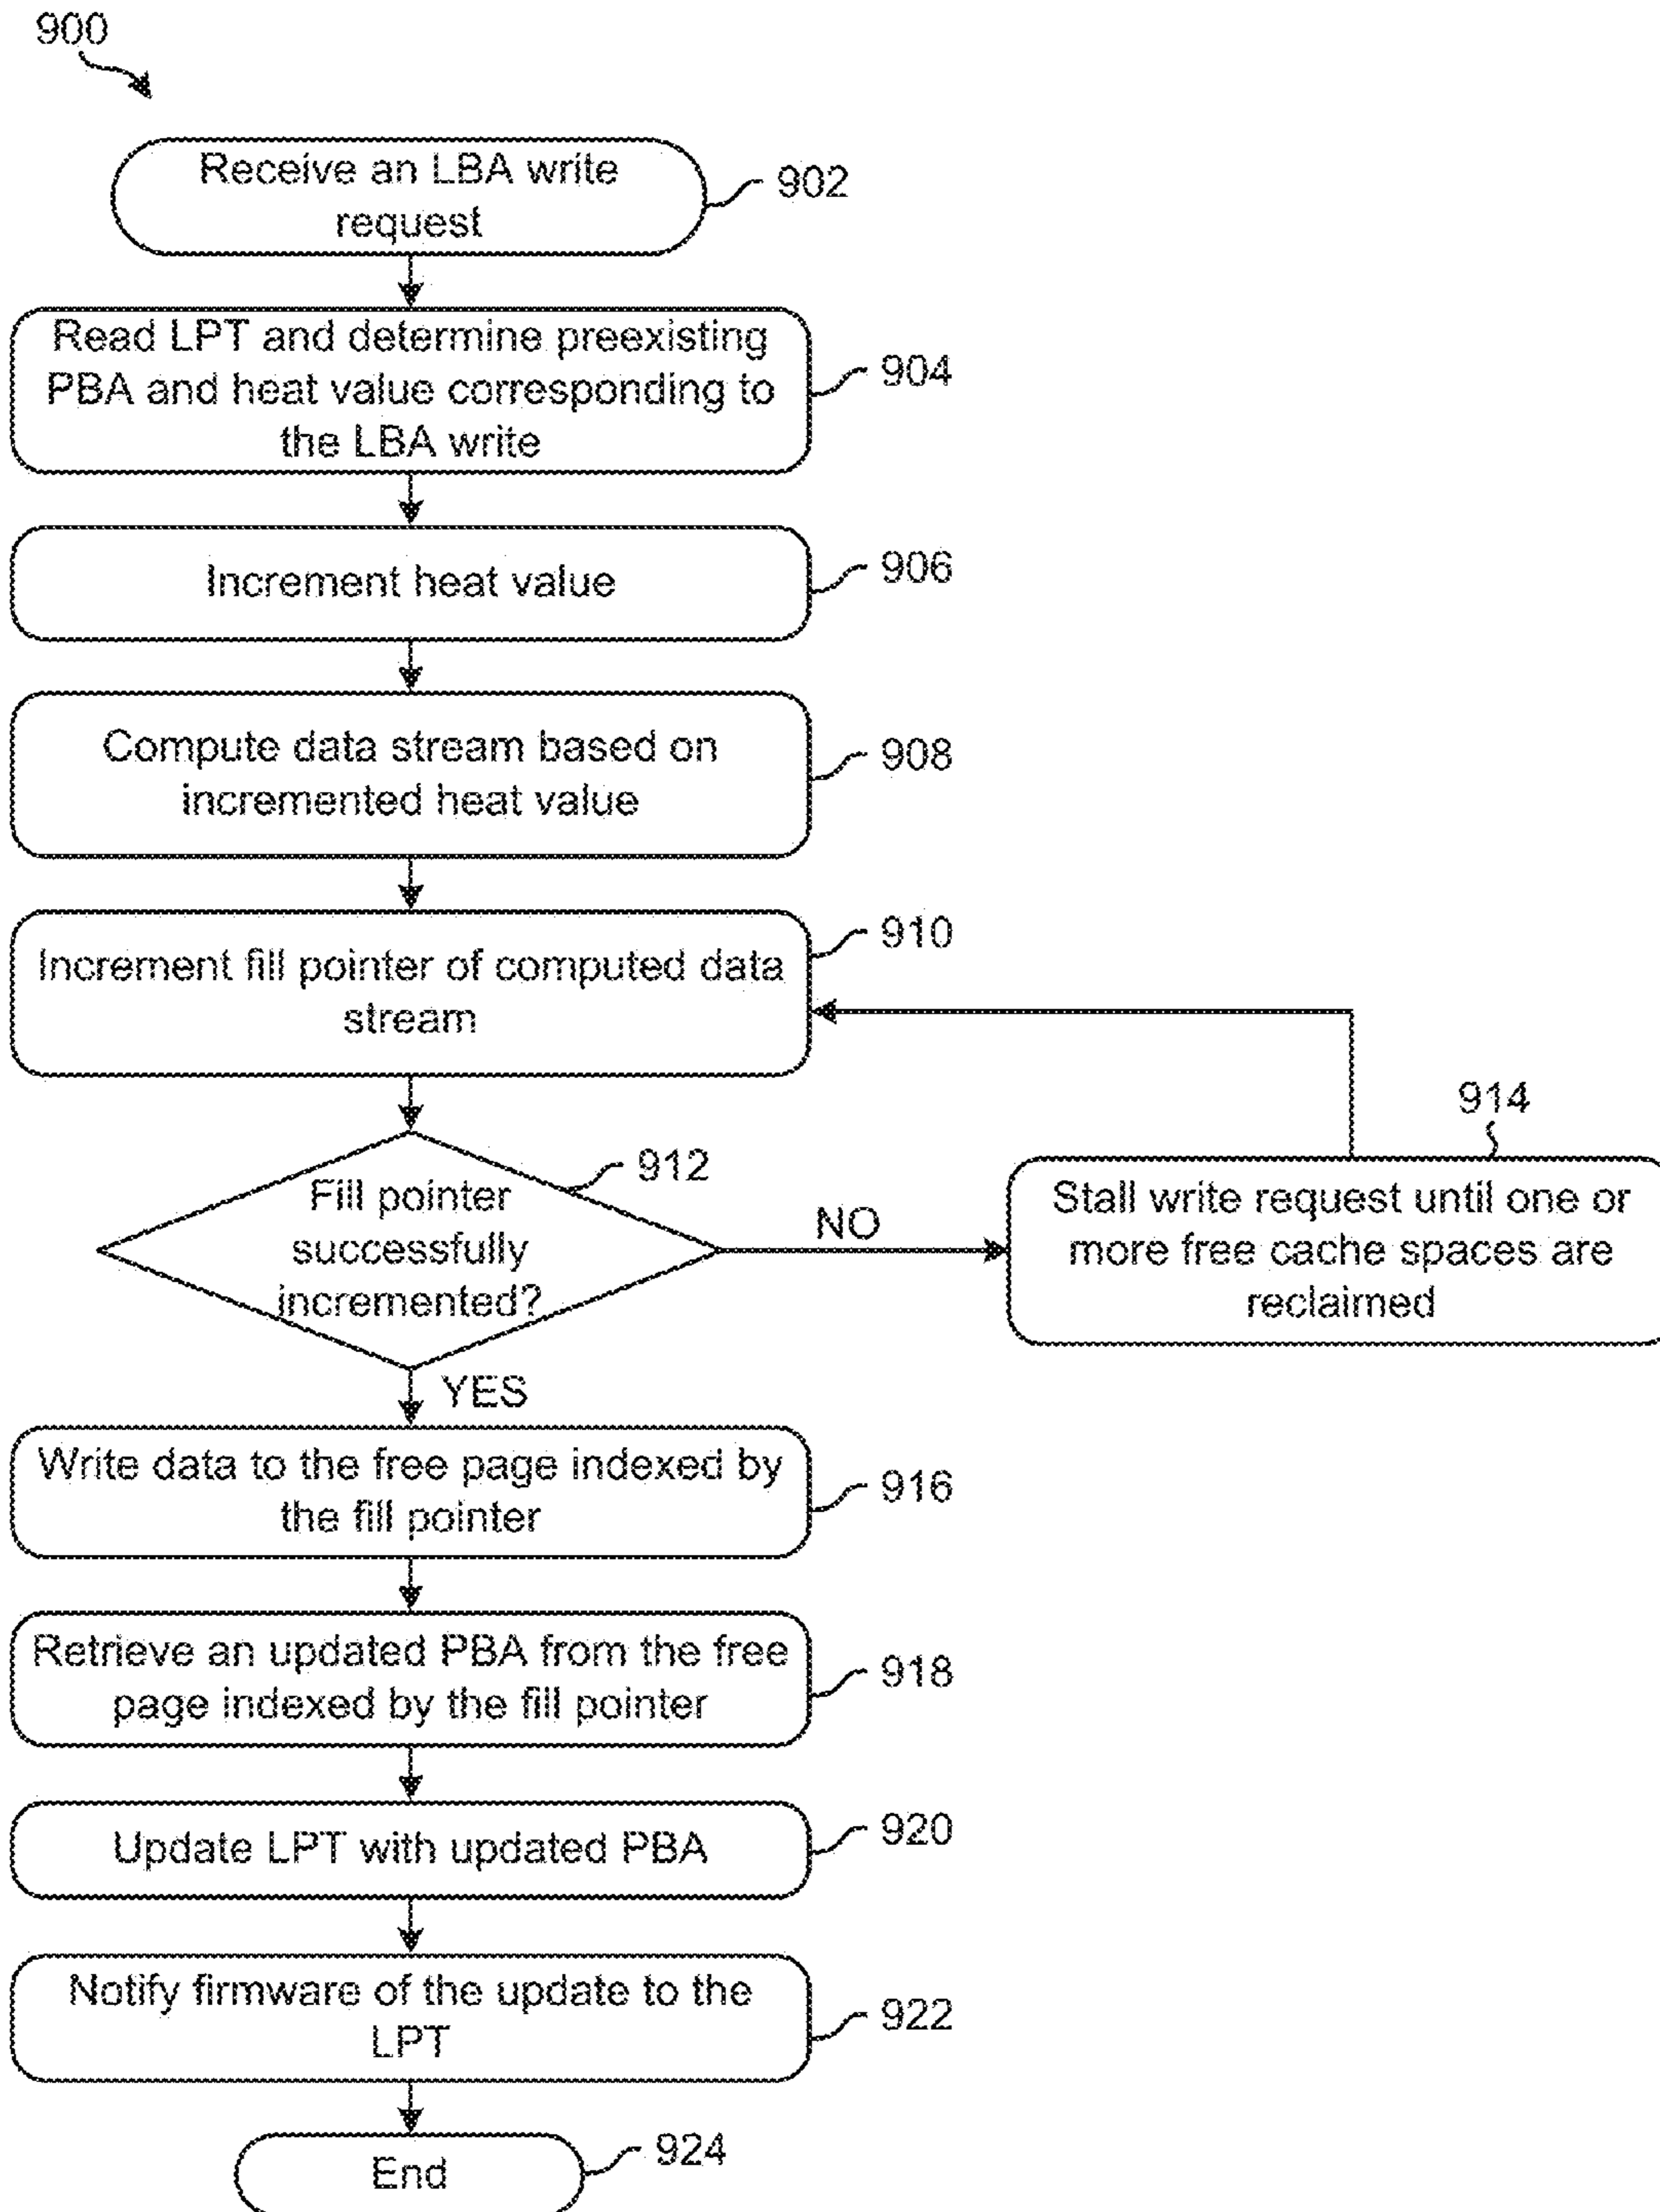 900
Receive an LBA write
request
902
Read LPT and determine preexisting
PBA and heat value corresponding to
the LBA write
904
Increment heat value
906
Compute data stream based on
incremented heat value
908
Increment fill pointer of computed data
stream
910
Fill pointer
successfully
incremented?
912
NO
914
Stall write request until one or
more free cache spaces are
reclaimed
YES
Write data to the free page indexed by
the fill pointer
916
Retrieve an updated PBA from the free
page indexed by the fill pointer
918
Update LPT with updated PBA
920
Notify firmware of the update to the
LPT
922
End
924